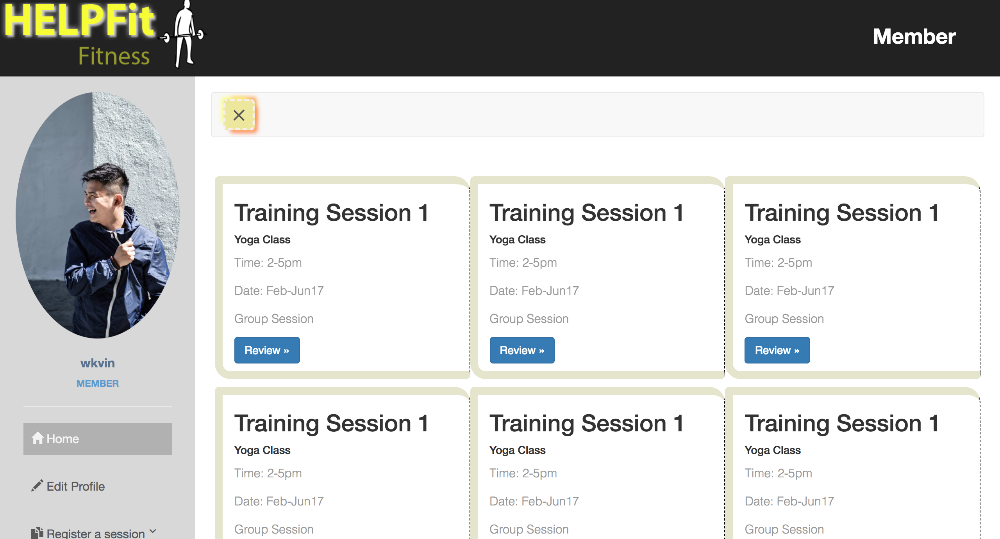 HELPFit
Fitness
Member
wkvin
MEMBER
Home
Edit Profile
Register a session
Training Session 1
Yoga Class
Time: 2-5pm
Date: Feb-Jun17
Group Session
Review »
Training Session 1
Yoga Class
Time: 2-5pm
Date: Feb-Jun17
Group Session
Review »
Training Session 1
Yoga Class
Time: 2-5pm
Date: Feb-Jun17
Group Session
Review »
Training Session 1
Yoga Class
Time: 2-5pm
Date: Feb-Jun17
Group Session
Training Session 1
Yoga Class
Time: 2-5pm
Date: Feb-Jun17
Group Session
Training Session 1
Yoga Class
Time: 2-5pm
Date: Feb-Jun17
Group Session